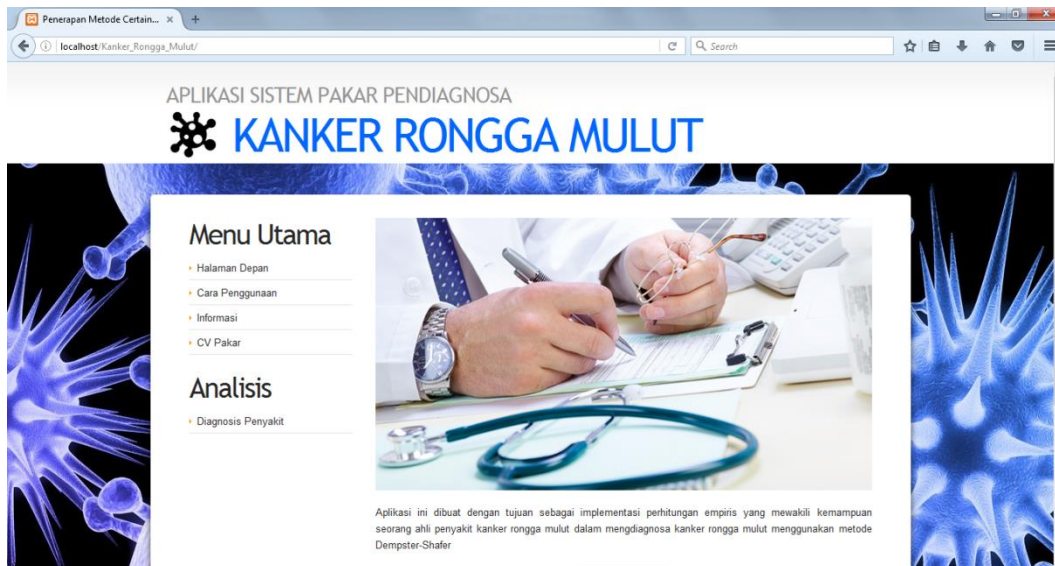 Penerapan Metode Certain...
localhost/Kanker_Rongga_Mulut/
Search
APLIKASI SISTEM PAKAR PENDIAGNOSA
KANKER RONGGA MULUT
Menu Utama
Halaman Depan
Cara Penggunaan
Informasi
CV Pakar
Analisis
Diagnosis Penyakit
Aplikasi ini dibuat dengan tujuan sebagai implementasi perhitungan empiris yang mewakili kemampuan
seorang ahli penyakit kanker rongga mulut dalam mengdiagnosa kanker rongga mulut menggunakan metode
Dempster-Shafer